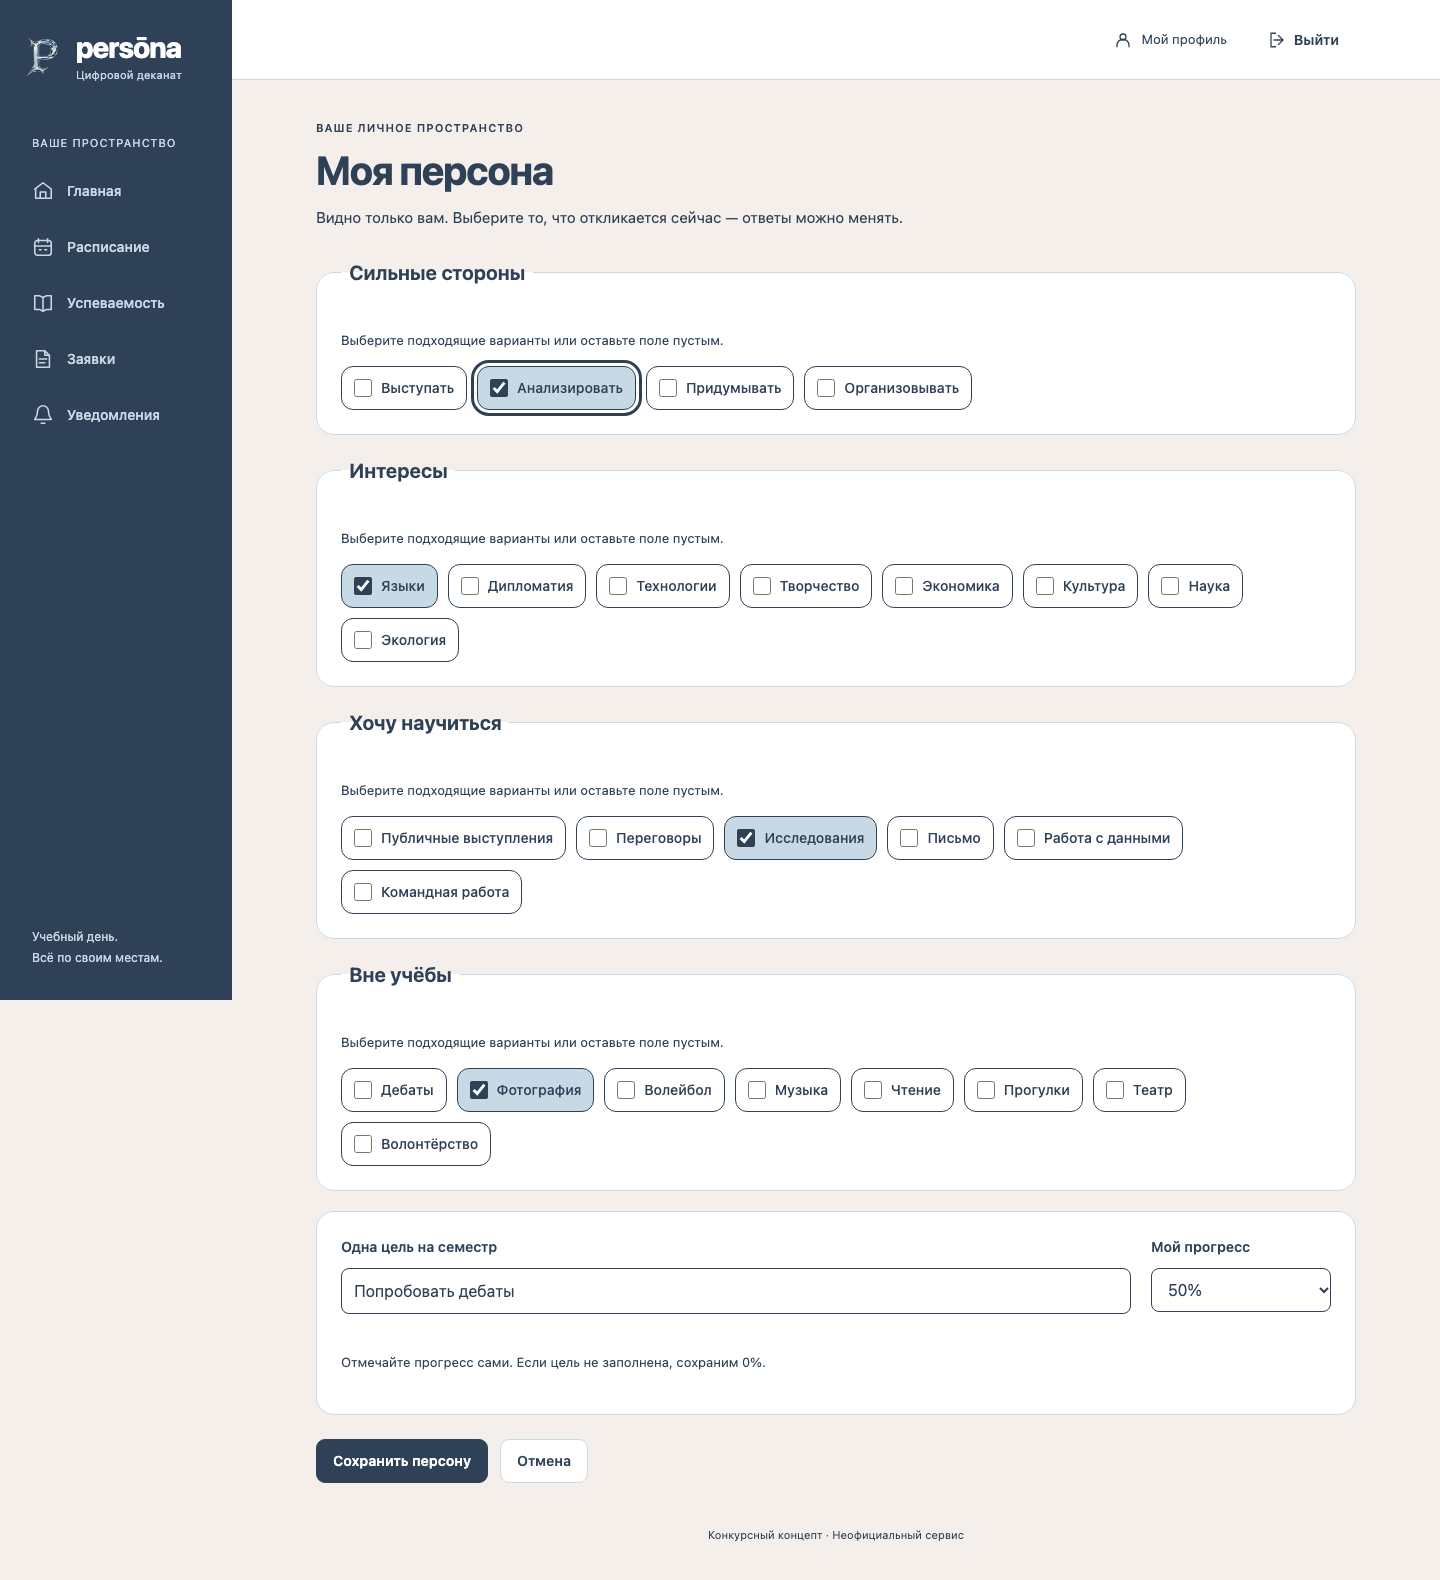 persōna
Цифровой деканат
ВАШЕ ПРОСТРАНСТВО
Главная
Расписание
Успеваемость
Заявки
Уведомления
Учебный день.
Всё по своим местам.
Мой профиль
Выйти
ВАШЕ ЛИЧНОЕ ПРОСТРАНСТВО
Моя персона
Видно только вам. Выберите то, что откликается сейчас — ответы можно менять.
Сильные стороны
Выберите подходящие варианты или оставьте поле пустым.
Выступать Анализировать Придумывать Организовывать
Интересы
Выберите подходящие варианты или оставьте поле пустым.
Языки Дипломатия Технологии Творчество Экономика Культура Наука
Экология
Хочу научиться
Выберите подходящие варианты или оставьте поле пустым.
Публичные выступления Переговоры Исследования Письмо Работа с данными
Командная работа
Вне учёбы
Выберите подходящие варианты или оставьте поле пустым.
Дебаты Фотография Волейбол Музыка Чтение Прогулки Театр
Волонтёрство
Одна цель на семестр
Попробовать дебаты
Мой прогресс
50%
Отмечайте прогресс сами. Если цель не заполнена, сохраним 0%.
Сохранить персону
Отмена
Конкурсный концепт · Неофициальный сервис